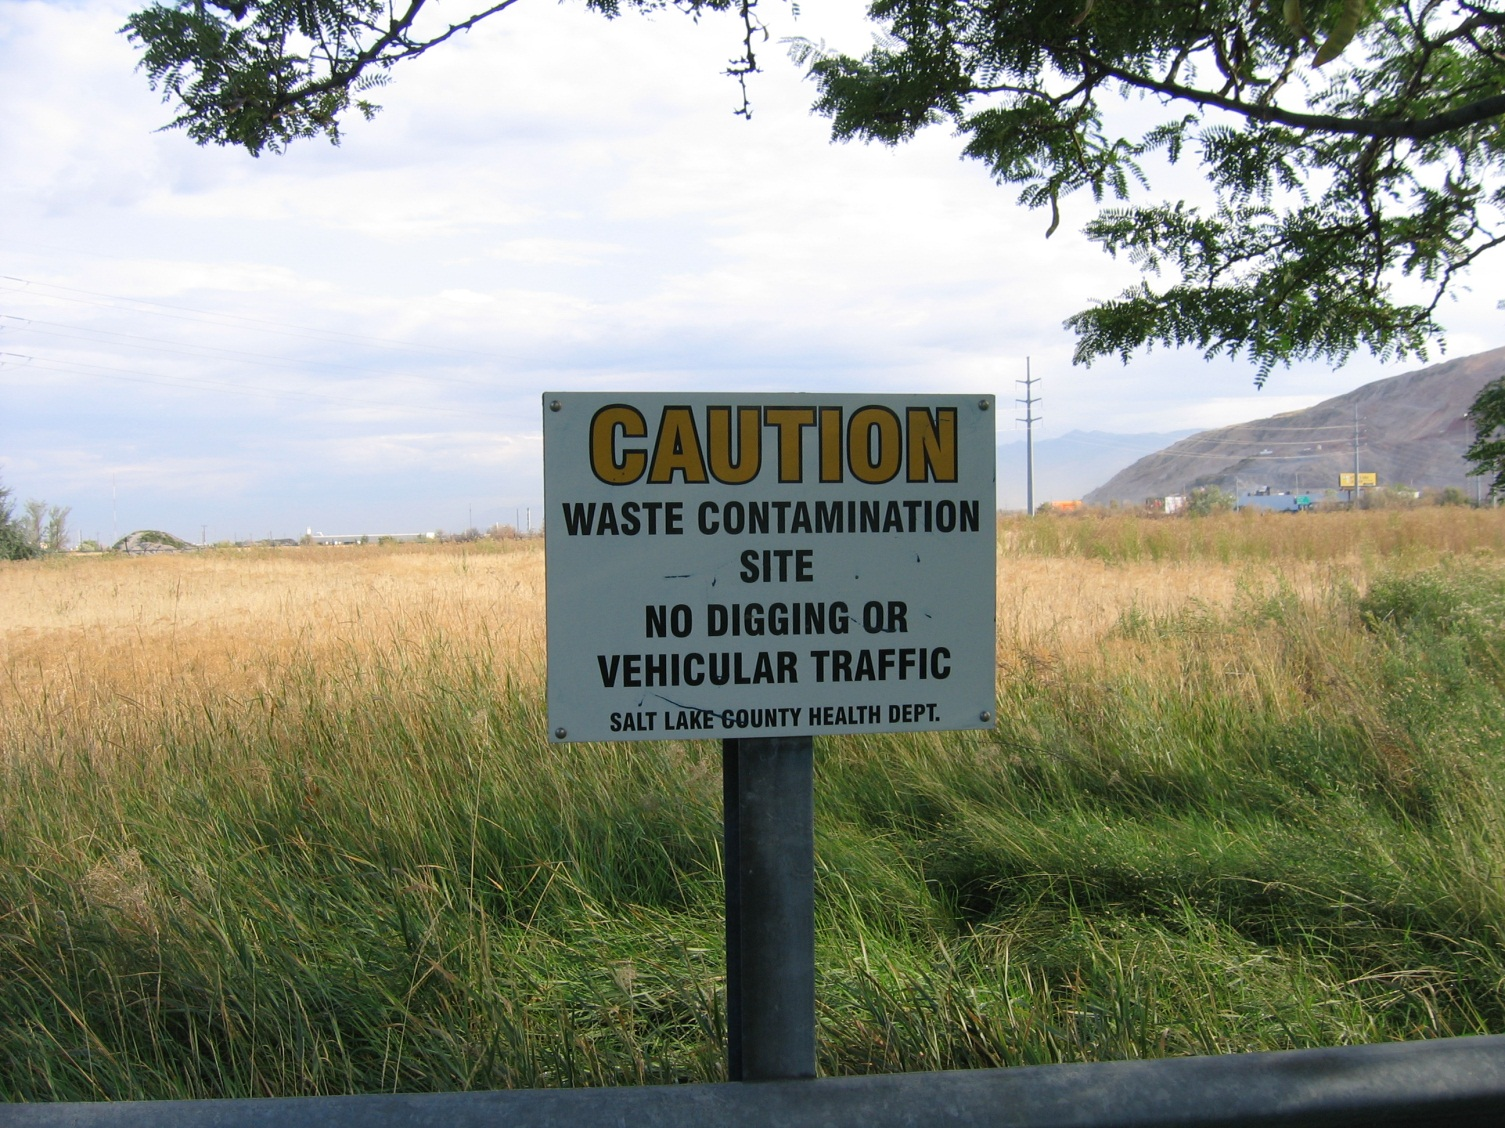 CAUTION
WASTE CONTAMINATION
SITE
NO DIGGING OR
VEHICULAR TRAFFIC
SALT LAKE COUNTY HEALTH DEPT.